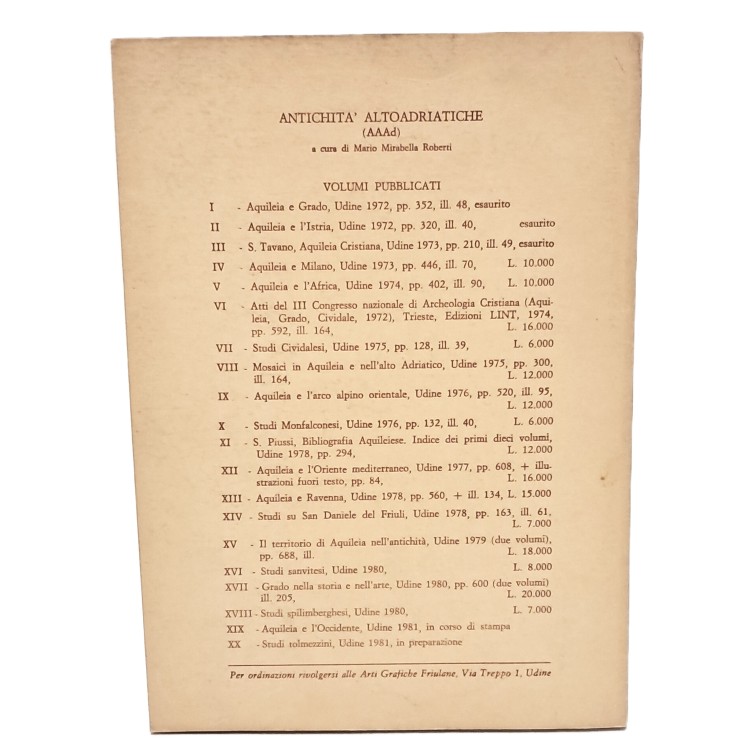 ANTICHITA' ALTOADRIATICHE
(AAAd)
a cura di Mario Mirabella Roberti
VOLUMI PUBBLICATI
I - Aquileia e Grado, Udine 1972, pp. 352, ill. 48, esaurito
II - Aquileia e l'Istria, Udine 1972, pp. 320, ill. 40, esaurito
III - S. Tavano, Aquileia Cristiana, Udine 1973, pp. 210, ill. 49, esaurito
IV - Aquileia e Milano, Udine 1973, pp. 446, ill. 70, L. 10.000
V - Aquileia e l'Africa, Udine 1974, pp. 402, ill. 90, L. 10.000
VI - Atti del III Congresso nazionale di Archeologia Cristiana (Aqui-
leia, Grado, Cividale, 1972), Trieste, Edizioni LINT, 1974,
pp. 592, ill. 164, L. 16.000
VII - Studi Cividalesi, Udine 1975, pp. 128, ill. 39, L. 6.000
VIII - Mosaici in Aquileia e nell'alto Adriatico, Udine 1975, pp. 300,
ill. 164, L. 12.000
IX - Aquileia e l'arco alpino orientale, Udine 1976, pp. 520, ill. 95,
L. 12.000
X - Studi Monfalconesi, Udine 1976, pp. 132, ill. 40, L. 6.000
XI - S. Piussi, Bibliografia Aquileiese. Indice dei primi dieci volumi,
Udine 1978, pp. 294, L. 12.000
XII - Aquileia e l'Oriente mediterraneo, Udine 1977, pp. 608, + illu-
strazioni fuori testo, pp. 84, L. 16.000
XIII - Aquileia e Ravenna, Udine 1978, pp. 560, + ill. 134, L. 15.000
XIV - Studi su San Daniele del Friuli, Udine 1978, pp. 163, ill. 61,
L. 7.000
XV - Il territorio di Aquileia nell'antichità, Udine 1979 (due volumi),
pp. 688, ill. L. 18.000
XVI - Studi sanvitesi, Udine 1980, L. 8.000
XVII - Grado nella storia e nell'arte, Udine 1980, pp. 600 (due volumi)
ill. 205, L. 20.000
XVIII - Studi spilimberghesi, Udine 1980, L. 7.000
XIX - Aquileia e l'Occidente, Udine 1981, in corso di stampa
XX - Studi tolmezzini, Udine 1981, in preparazione
Per ordinazioni rivolgersi alle Arti Grafiche Friulane, Via Treppo 1, Udine